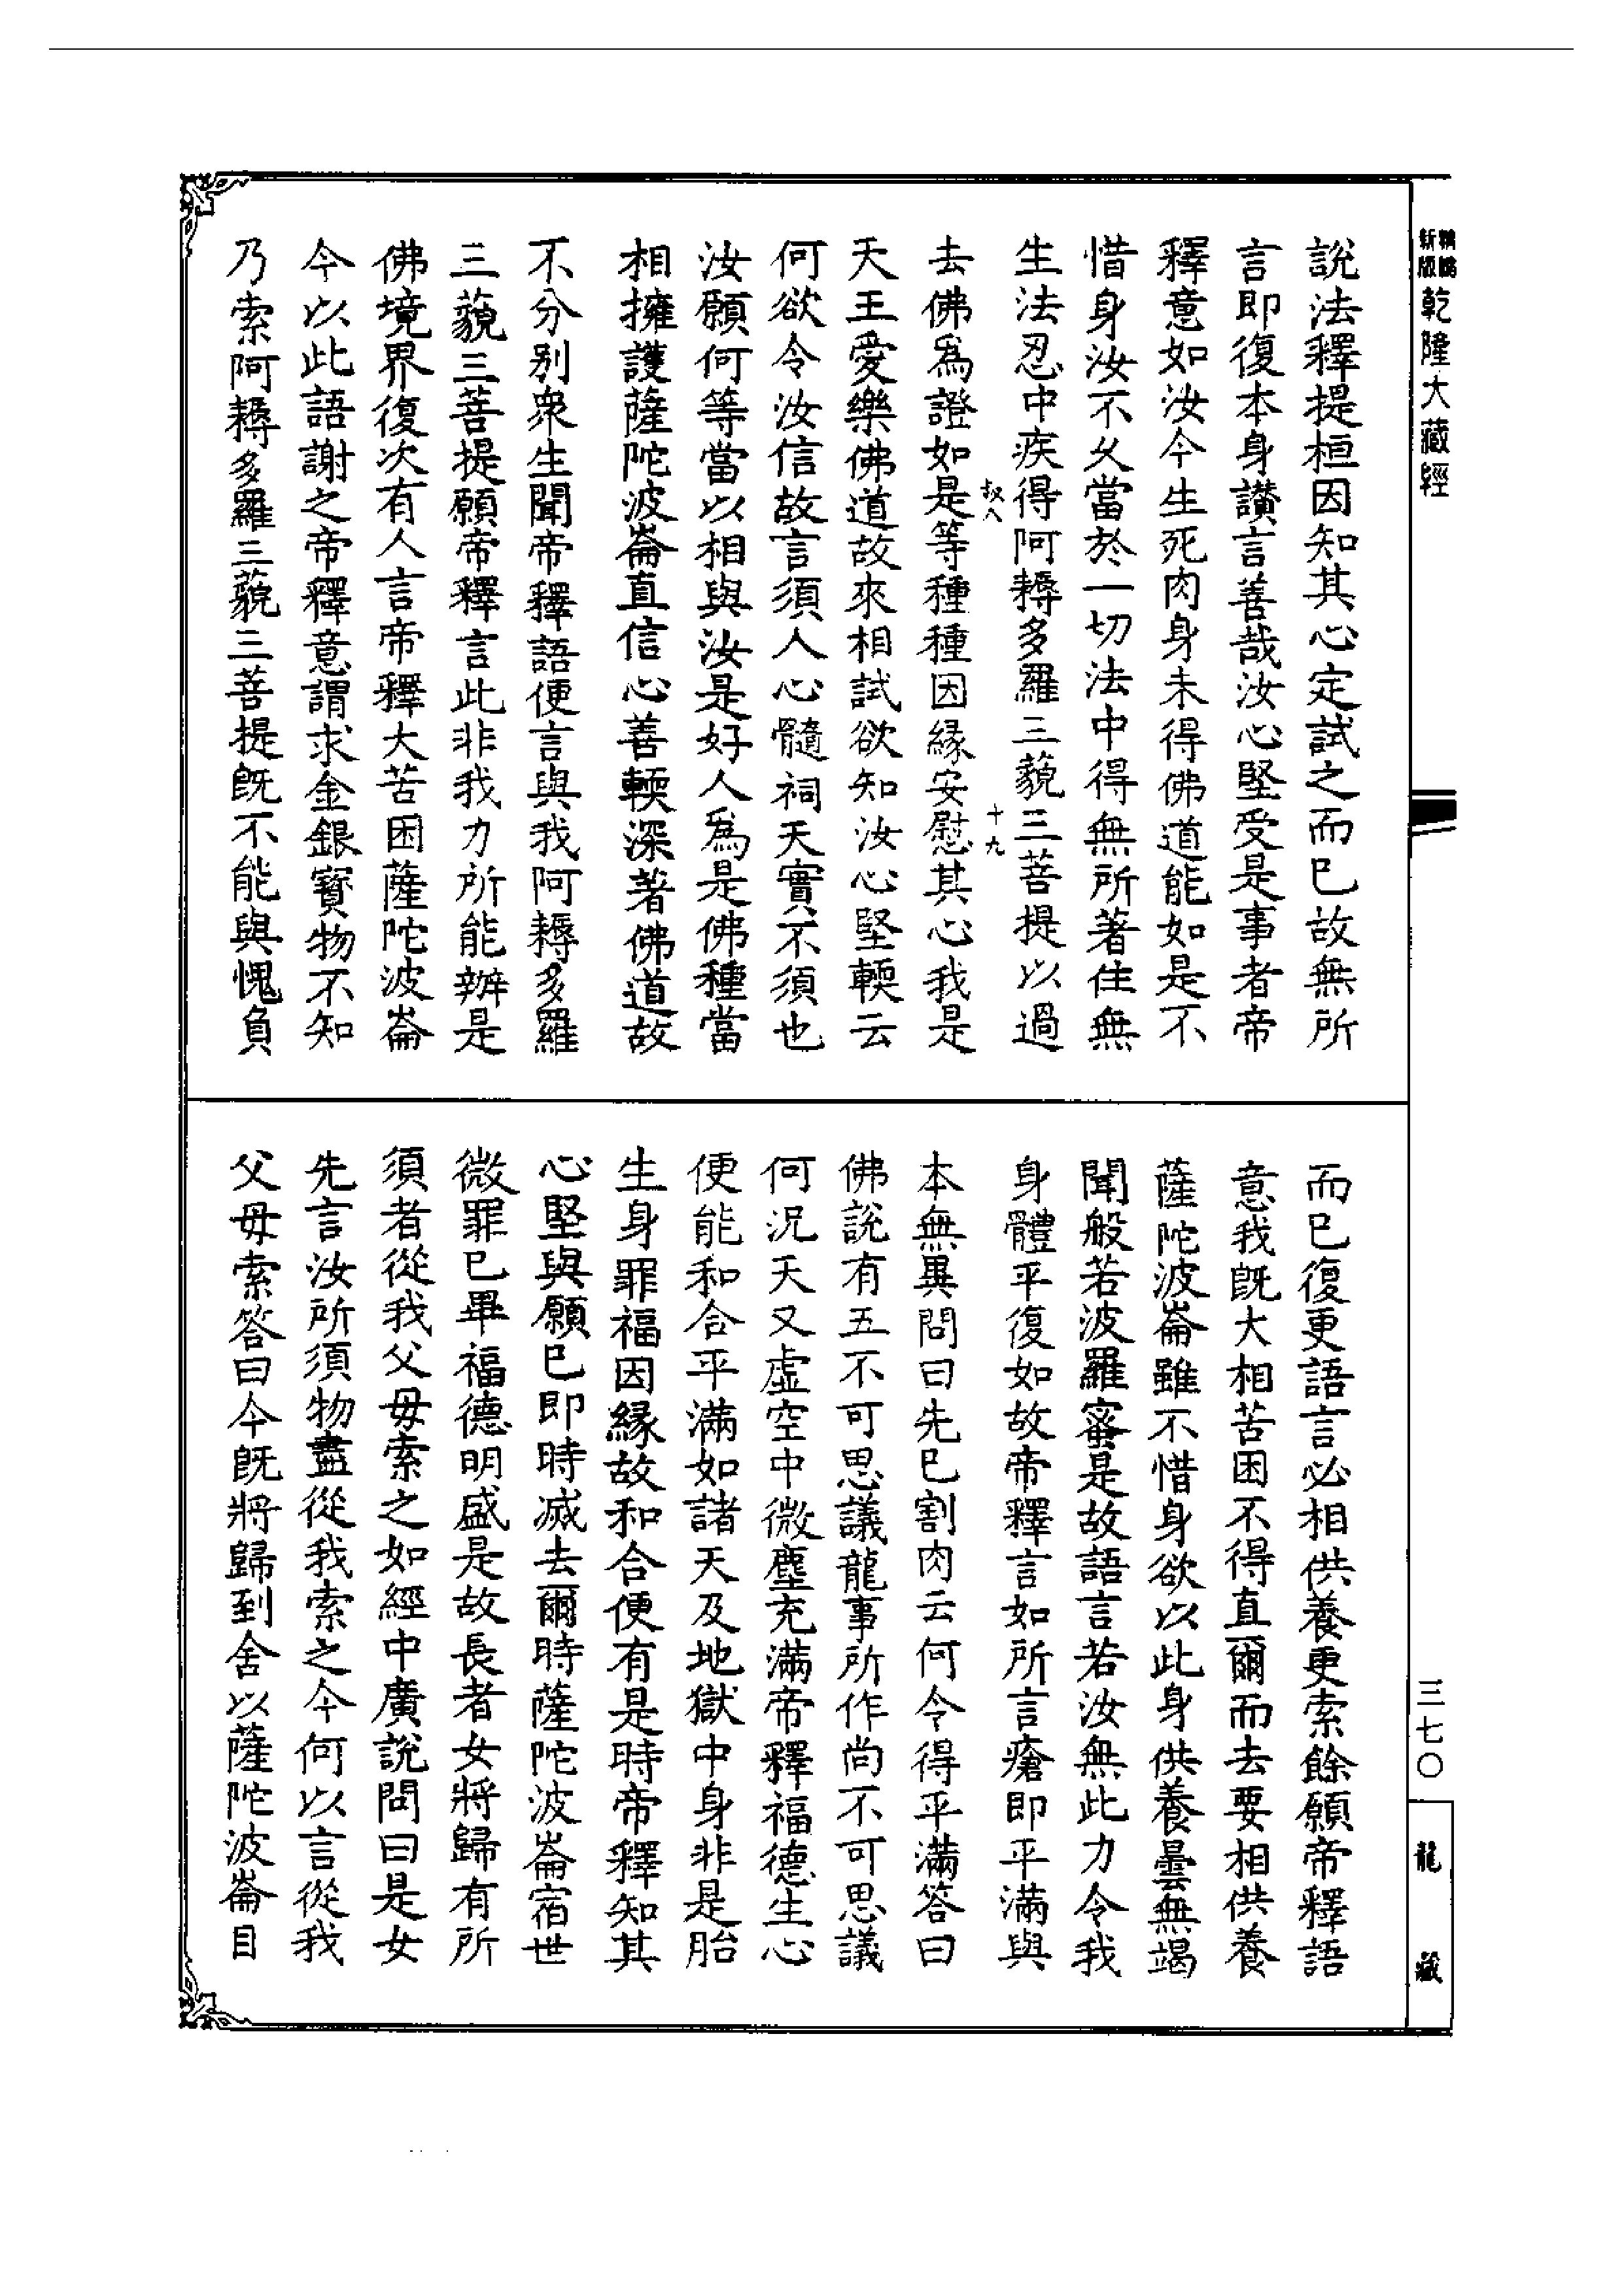 新版
乾隆大藏經
說法釋提桓因知其心定試之而已故無所
言即復本身讚言善哉汝心堅受是事者帝
釋意如汝今生死肉身未得佛道能如是不
惜身汝不久當於一切法中得無所著住無
生法忍中疾得阿耨多羅三藐三菩提以過
叔八
十九
去佛為證如是等種種因緣安慰其心我是
天王愛樂佛道故來相試欲知汝心堅輭云
何欲令汝信故言須人心髓祠天實不須也
汝願何等當以相與汝是好人為是佛種當
相擁護薩陀波崙直信心善輭深著佛道故
不分別眾生聞帝釋語便言與我阿耨多羅
三藐三菩提願帝釋言此非我力所能辦是
佛境界復次有人言帝釋大苦困薩陀波崙
今以此語謝之帝釋意謂求金銀寶物不知
乃索阿耨多羅三藐三菩提既不能與愧負
而已復更語言必相供養更索餘願帝釋語
意我既大相苦困不得直爾而去要相供養
薩陀波崙雖不惜身欲以此身供養曇無竭
聞般若波羅蜜是故語言若汝無此力令我
身體平復如故帝釋言如所言瘡即平滿與
本無異問曰先已割肉云何令得平滿答曰
佛說有五不可思議龍事所作尚不可思議
何況天又虛空中微塵充滿帝釋福德生心
便能和合平滿如諸天及地獄中身非是胎
生身罪福因緣故和合便有是時帝釋知其
心堅與願已即時滅去爾時薩陀波崙宿世
微罪已畢福德明盛是故長者女將歸有所
須者從我父母索之如經中廣說問曰是女
先言汝所須物盡從我索之今何以言從我
父母索答曰今既將歸到舍以薩陀波崙目
三七〇
龍藏